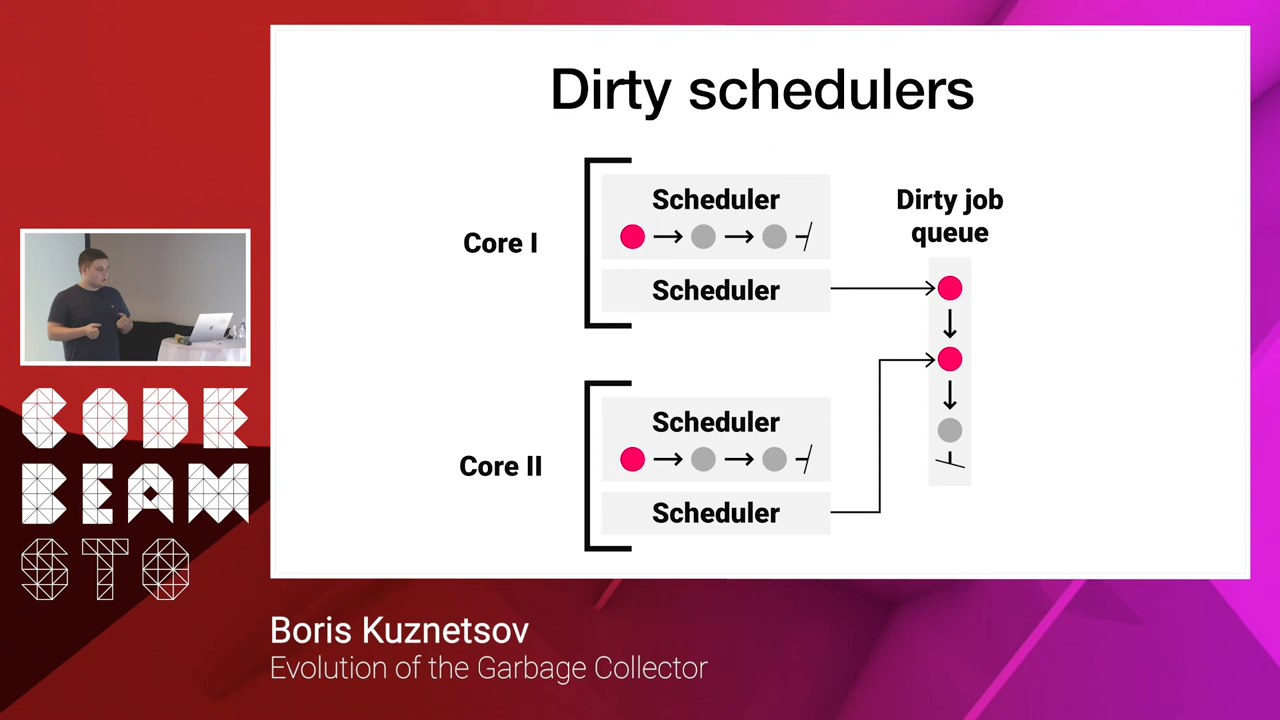 Dirty schedulers
Core I
Scheduler
Scheduler
Dirty job
queue
Core II
Scheduler
Scheduler
CODE
BEAM
STO
Boris Kuznetsov
Evolution of the Garbage Collector